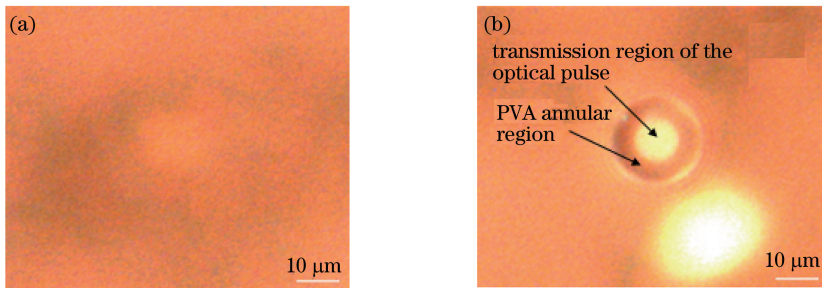 (a)
10 μm
(b)
transmission region of the
optical pulse
PVA annular
region
10 μm